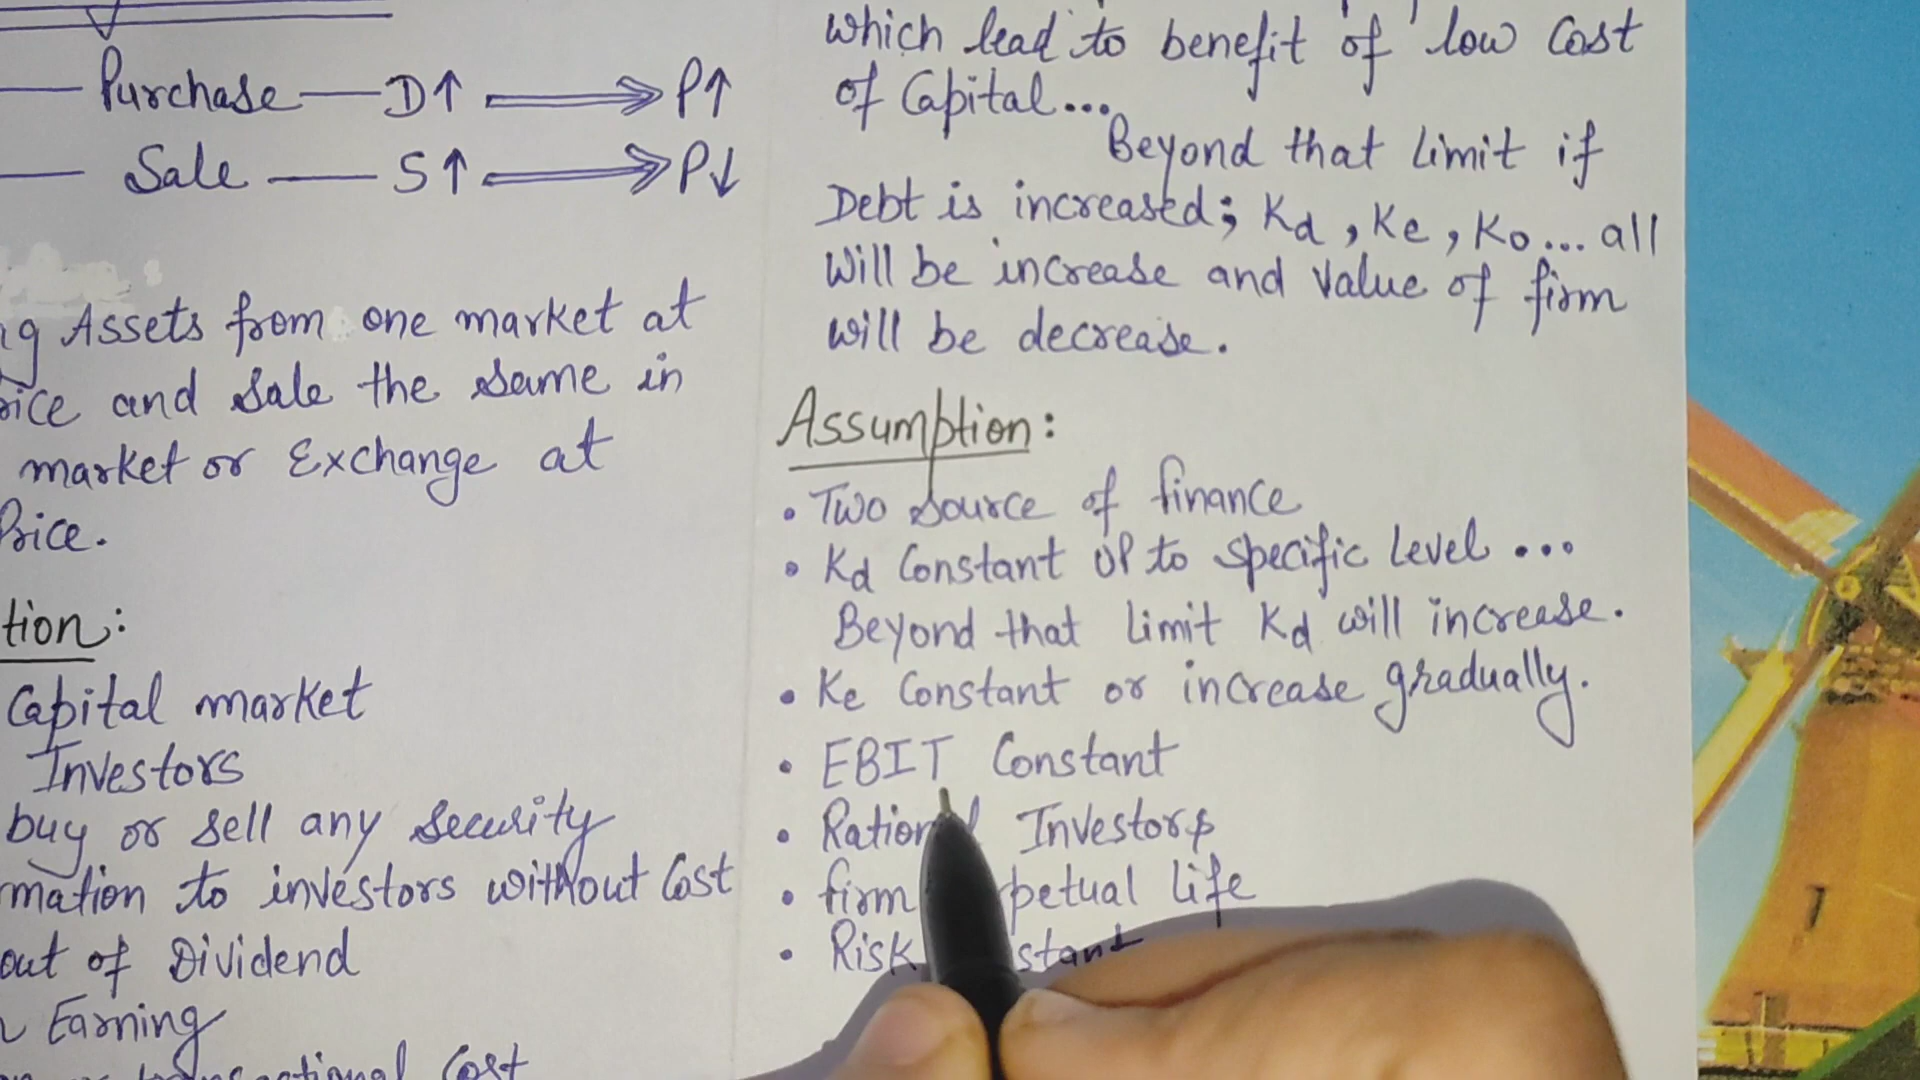 Purchase — D↑ ⟹ P↑
Sale — S↑ ⟹ P↓
Assets from one market at
and Sale the Same in
market or Exchange at
Price.
tion:
Capital market
Investors
buy or sell any Security
mation to investors without Cost
out of Dividend
Earning
Cost
which lead to benefit of low Cost
of Capital...
Beyond that limit if
Debt is increased; Kd, Ke, Ko... all
will be increase and Value of firm
will be decrease.
Assumption:
• Two source of finance
• Kd Constant UP to specific level ...
Beyond that limit Kd will increase.
• Ke Constant or increase gradually.
• EBIT Constant
• Investors
• firm petual life
• Risk stant